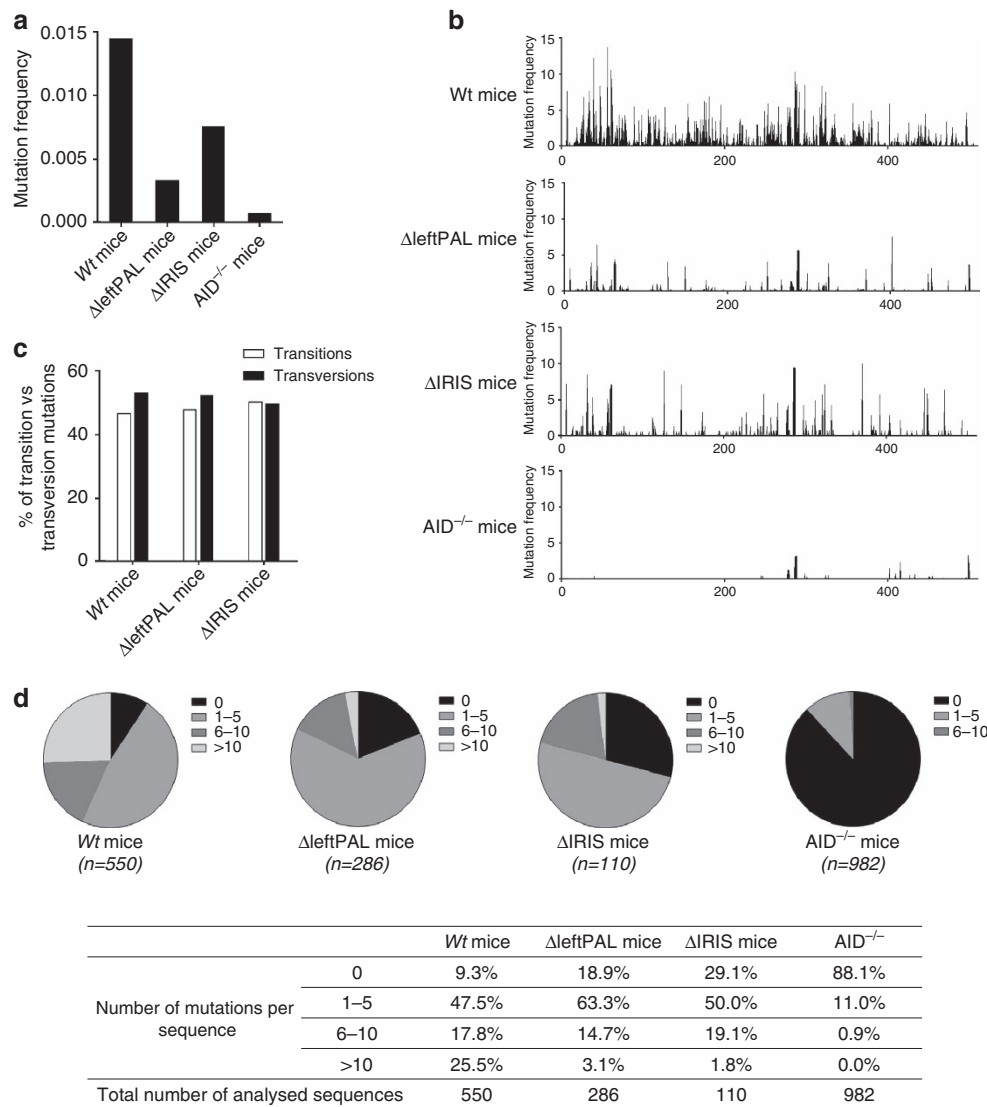 a
Mutation frequency
0.015
0.010
0.005
0.000
Wt mice
ΔleftPAL mice
ΔIRIS mice
AID–/– mice
b
Wt mice
Mutation frequency
15
10
5
0
0
200
400
ΔleftPAL mice
Mutation frequency
15
10
5
0
0
200
400
ΔIRIS mice
Mutation frequency
15
10
5
0
0
200
400
AID–/– mice
Mutation frequency
15
10
5
0
0
200
400
c
% of transition vs
transversion mutations
60
40
20
0
Transitions
Transversions
Wt mice
ΔleftPAL mice
ΔIRIS mice
d
0
1–5
6–10
>10
Wt mice
(n=550)
0
1–5
6–10
>10
ΔleftPAL mice
(n=286)
0
1–5
6–10
>10
ΔIRIS mice
(n=110)
0
1–5
6–10
AID–/– mice
(n=982)
Wt mice ΔleftPAL mice ΔIRIS mice AID–/–
Number of mutations per
sequence
0 9.3% 18.9% 29.1% 88.1%
1–5 47.5% 63.3% 50.0% 11.0%
6–10 17.8% 14.7% 19.1% 0.9%
>10 25.5% 3.1% 1.8% 0.0%
Total number of analysed sequences 550 286 110 982